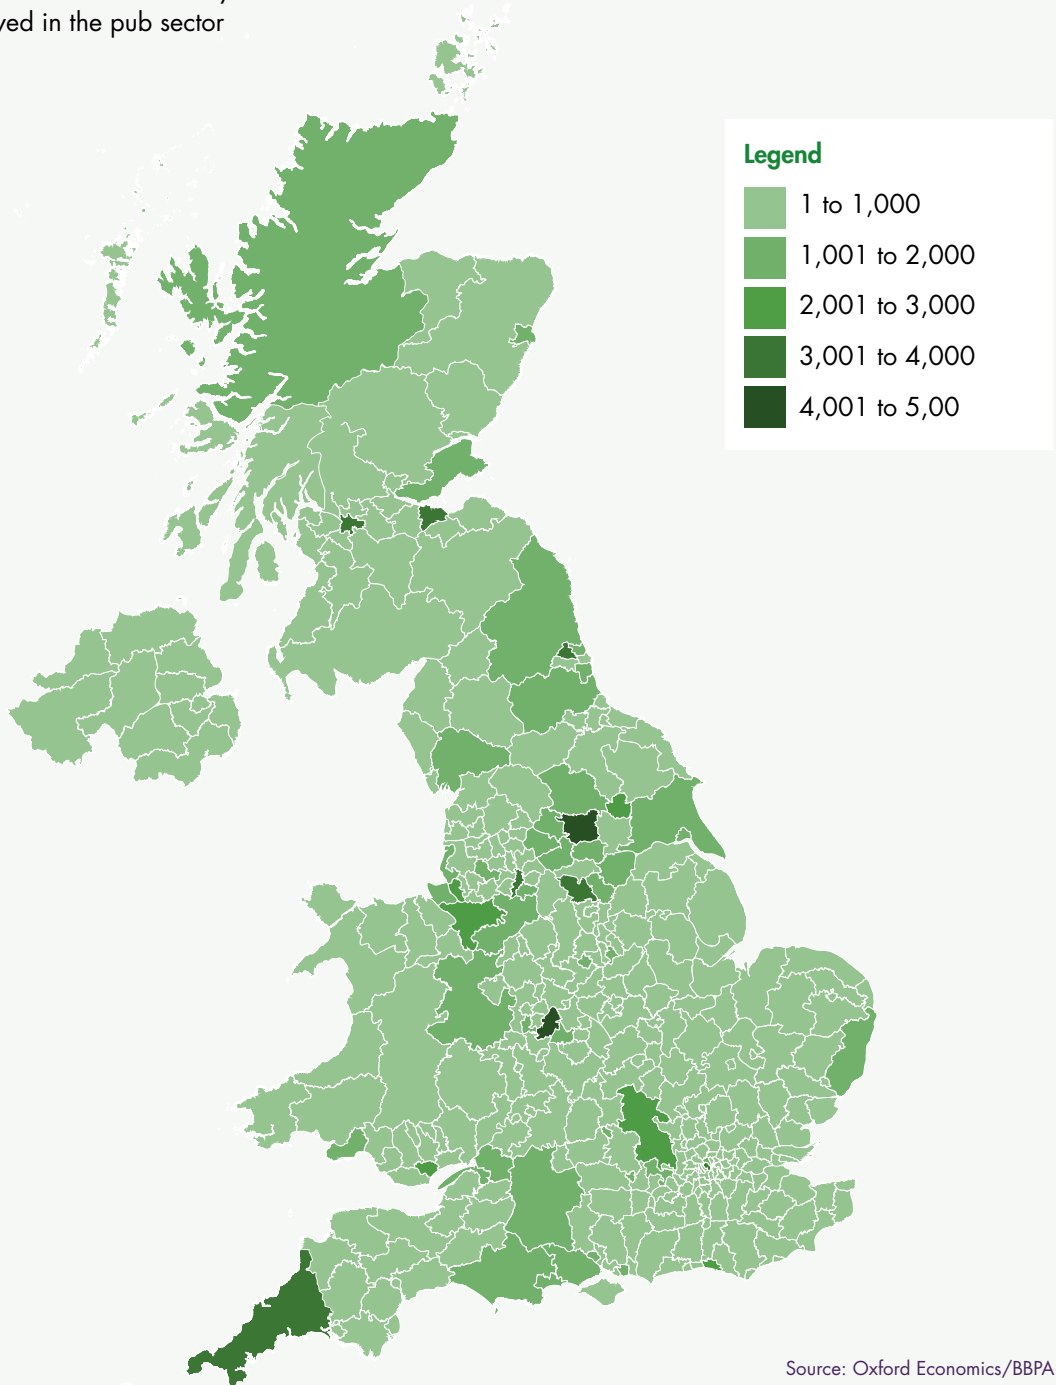 in the pub sector
Legend
1 to 1,000
1,001 to 2,000
2,001 to 3,000
3,001 to 4,000
4,001 to 5,00
Source: Oxford Economics/BBPA